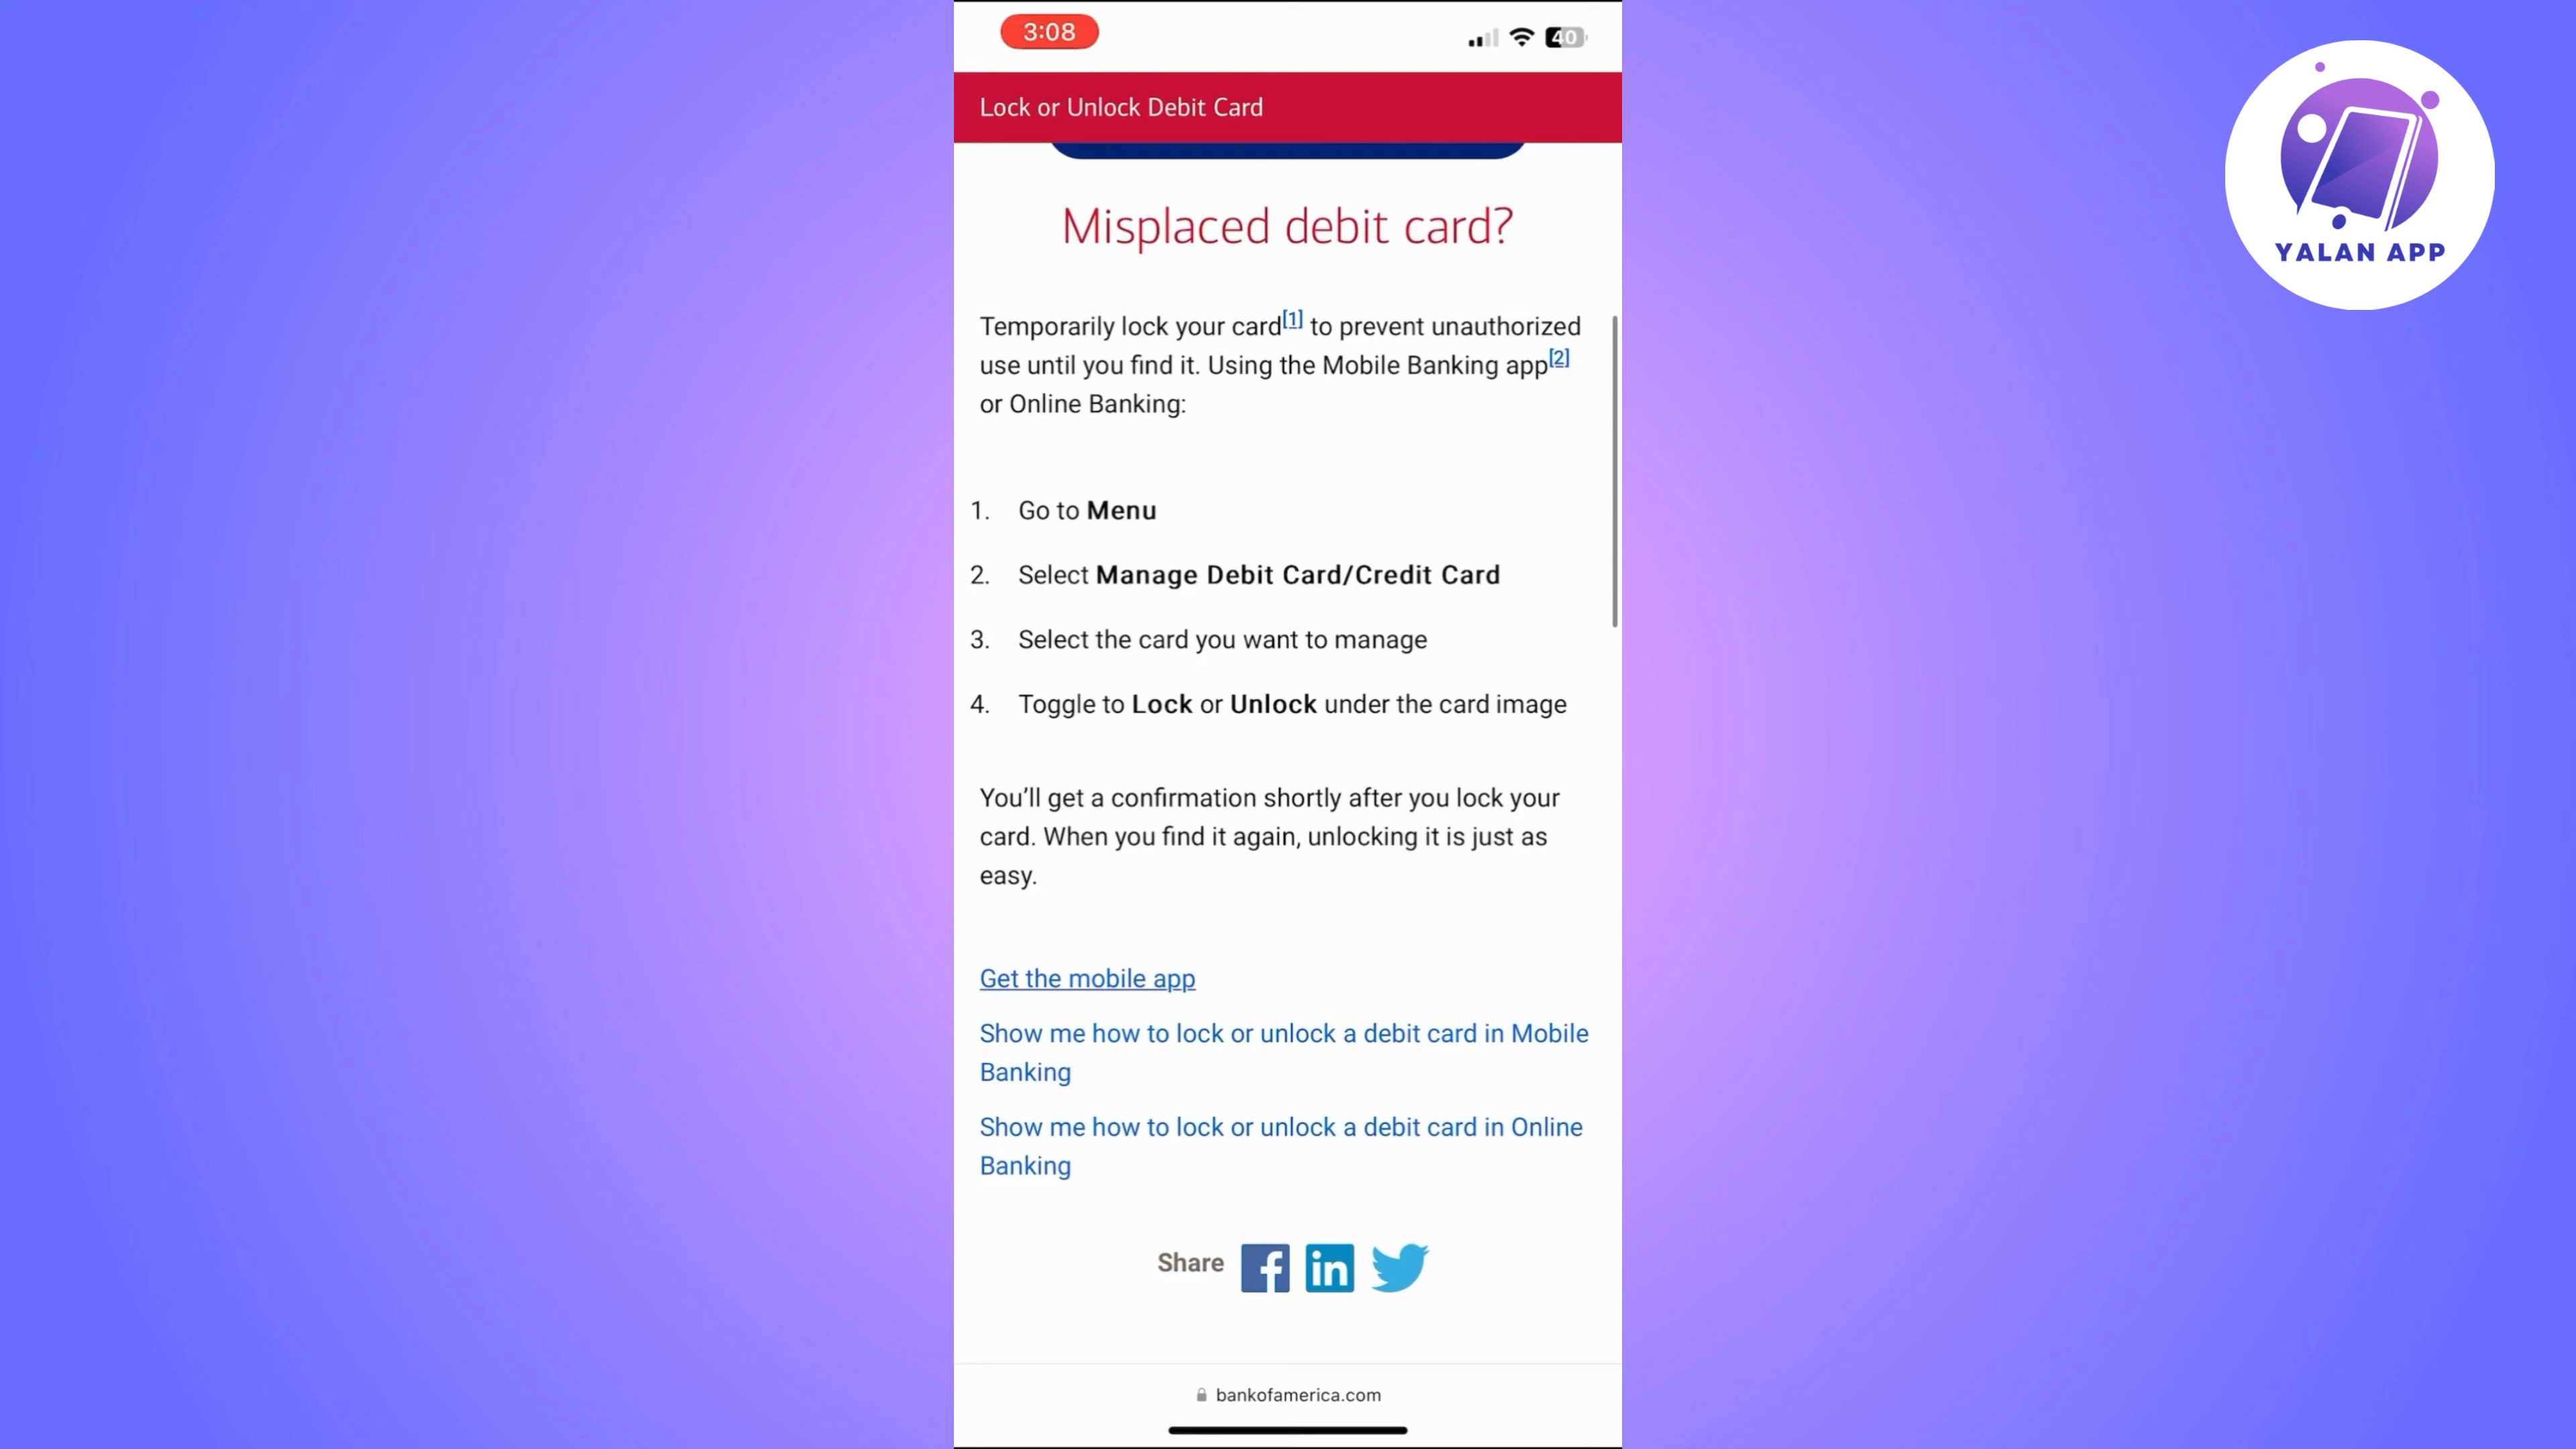 3:08
40
YALAN APP
Lock or Unlock Debit Card
Misplaced debit card?
Temporarily lock your card[1] to prevent unauthorized
use until you find it. Using the Mobile Banking app[2]
or Online Banking:
1. Go to Menu
2. Select Manage Debit Card/Credit Card
3. Select the card you want to manage
4. Toggle to Lock or Unlock under the card image
You’ll get a confirmation shortly after you lock your
card. When you find it again, unlocking it is just as
easy.
Get the mobile app
Show me how to lock or unlock a debit card in Mobile
Banking
Show me how to lock or unlock a debit card in Online
Banking
Share f in
bankofamerica.com